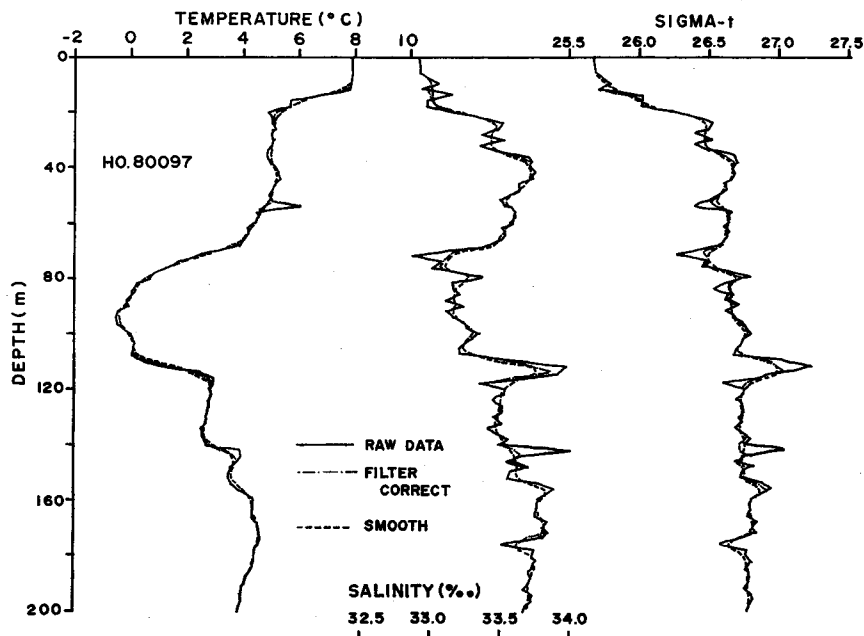 TEMPERATURE (°C)
SIGMA-t
-2 0 2 4 6 8 10 25.5 26.0 26.5 27.0 27.5
0
40
80
120
160
200
DEPTH (m)
HO.80097
RAW DATA
FILTER
CORRECT
SMOOTH
SALINITY (‰)
32.5 33.0 33.5 34.0